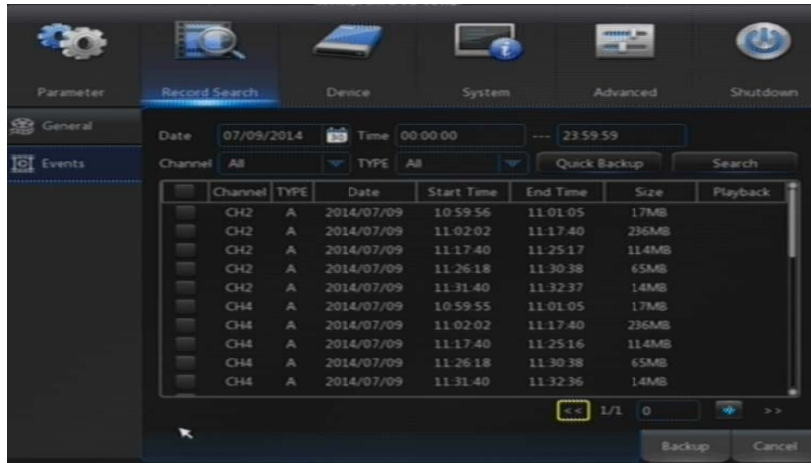 Parameter Record Search Device System Advanced Shutdown
General
Events
Date 07/09/2014 30 Time 00:00:00 --- 23:59:59
Channel All TYPE All Quick Backup Search
Channel TYPE Date Start Time End Time Size Playback
CH2 A 2014/07/09 10:59:56 11:01:05 17MB
CH2 A 2014/07/09 11:02:02 11:17:40 236MB
CH2 A 2014/07/09 11:17:40 11:25:17 114MB
CH2 A 2014/07/09 11:26:18 11:30:38 65MB
CH2 A 2014/07/09 11:31:40 11:32:37 14MB
CH4 A 2014/07/09 10:59:55 11:01:05 17MB
CH4 A 2014/07/09 11:02:02 11:17:40 236MB
CH4 A 2014/07/09 11:17:40 11:25:16 114MB
CH4 A 2014/07/09 11:26:18 11:30:38 65MB
CH4 A 2014/07/09 11:31:40 11:32:36 14MB
<< 1/1 0 >>
Backup Cancel